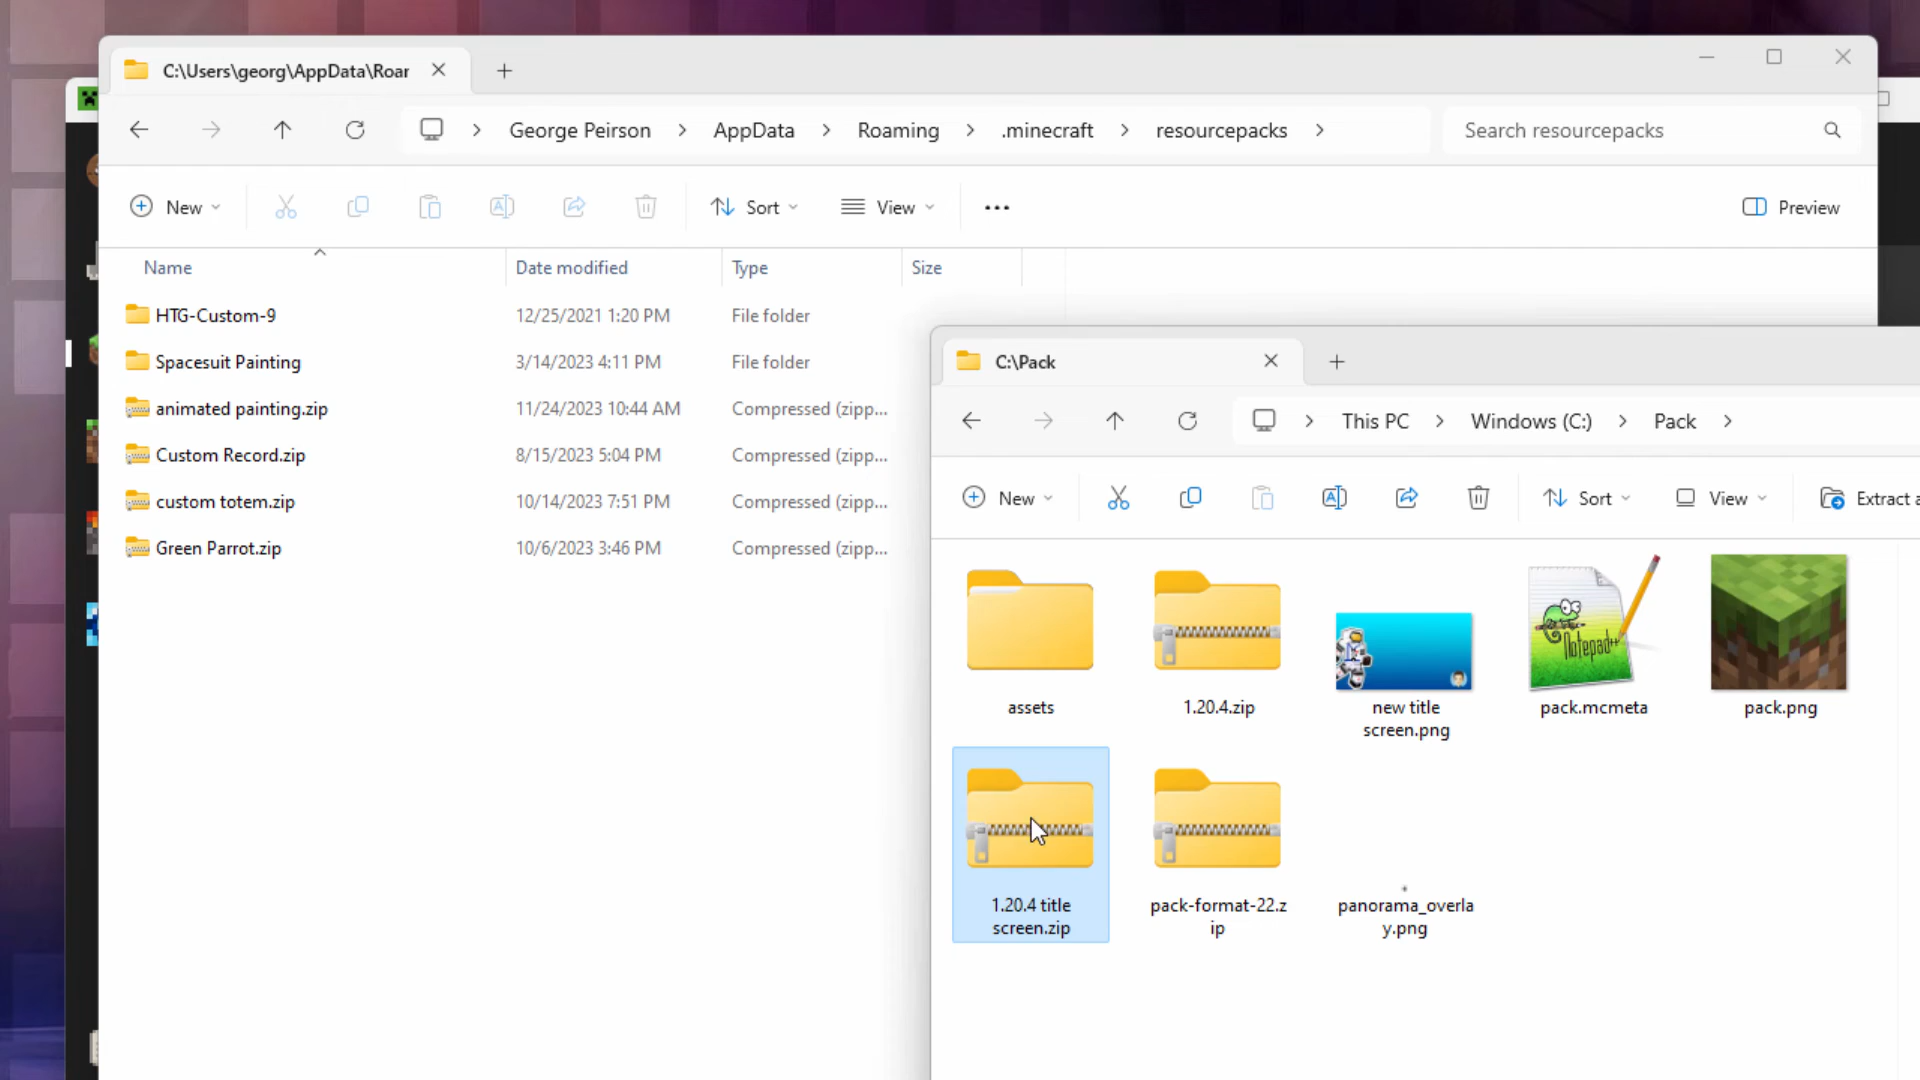 C:\Users\georg\AppData\Roar
George Peirson > AppData > Roaming > .minecraft > resourcepacks >
Search resourcepacks
New
Sort
View
Preview
Name
Date modified
Type
Size
HTG-Custom-9 12/25/2021 1:20 PM File folder
Spacesuit Painting 3/14/2023 4:11 PM File folder
animated painting.zip 11/24/2023 10:44 AM Compressed (zipp...
Custom Record.zip 8/15/2023 5:04 PM Compressed (zipp...
custom totem.zip 10/14/2023 7:51 PM Compressed (zipp...
Green Parrot.zip 10/6/2023 3:46 PM Compressed (zipp...
C:\Pack
This PC > Windows (C:) > Pack >
New
Sort
View
Extract a
Notepad++
assets
1.20.4.zip
new title
screen.png
pack.mcmeta
pack.png
1.20.4 title
screen.zip
pack-format-22.z
ip
panorama_overla
y.png